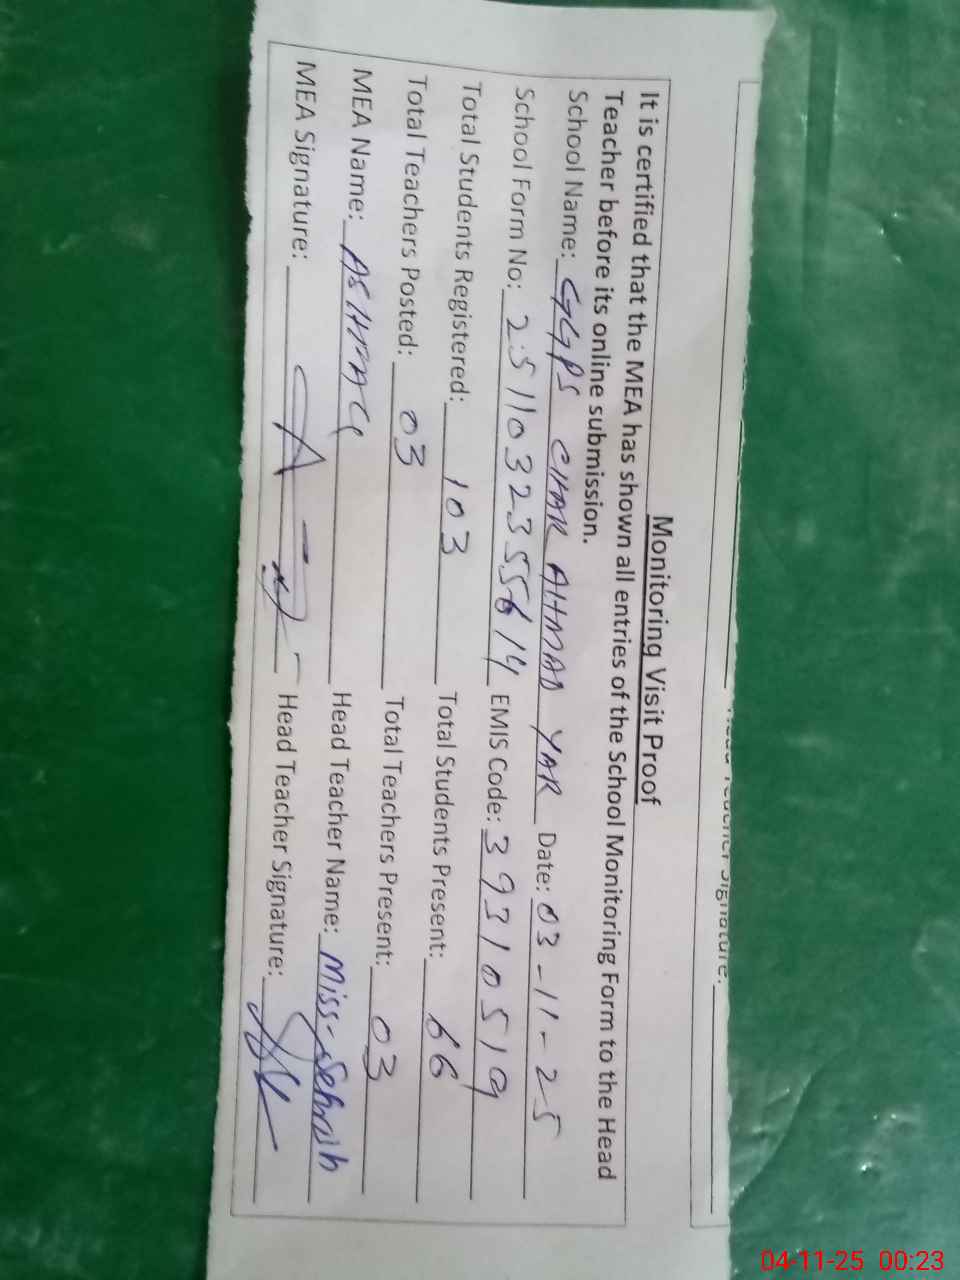 Head Teacher Signature:
Monitoring Visit Proof
It is certified that the MEA has shown all entries of the School Monitoring Form to the Head
Teacher before its online submission.
School Name: GGPS CHAK AHMAD YAR Date: 03-11-25
School Form No: 2511032355614 EMIS Code: 39310519
Total Students Registered: 103 Total Students Present: 66
Total Teachers Posted: 03 Total Teachers Present: 03
MEA Name: ASHFAQ Head Teacher Name: Miss-Sehrish
MEA Signature: Head Teacher Signature:
04-11-25 00:23